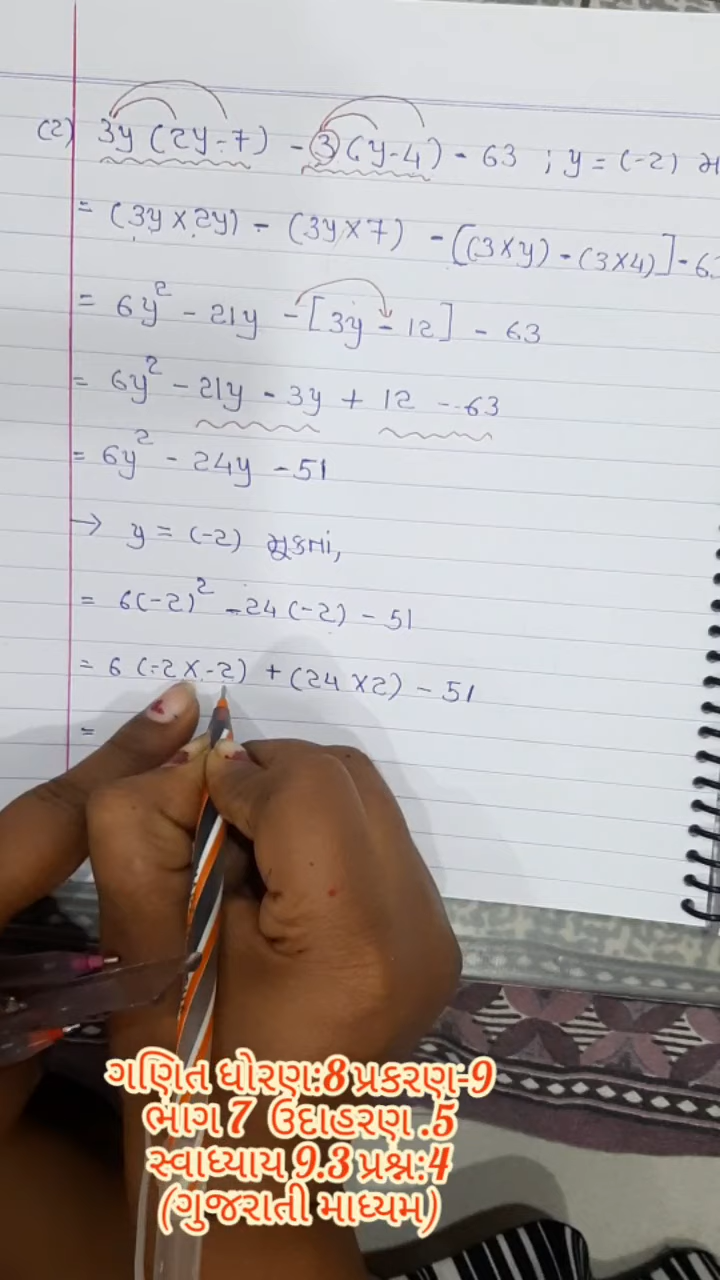 (2) 3y (2y - 7) - 3 (y - 4) - 63 ; y = (-2)
= (3y × 2y) - (3y × 7) - [(3×y) - (3×4)] - 6
= 6y² - 21y - [3y - 12] - 63
= 6y² - 21y - 3y + 12 - 63
= 6y² - 24y - 51
→ y = (-2) મૂકતાં,
= 6(-2)² - 24(-2) - 51
= 6 (-2 × -2) + (24 × 2) - 51
=
ગણિત ધોરણ:8 પ્રકરણ-9
ભાગ 7 ઉદાહરણ .5
સ્વાધ્યાય 9.3 પ્રશ્ન:4
(ગુજરાતી માધ્યમ)